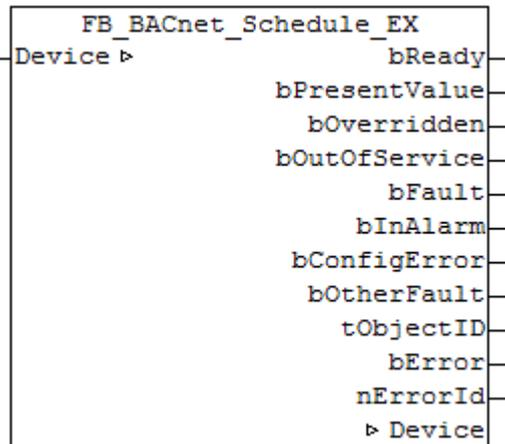 FB_BACnet_Schedule_EX
Device ▷ bReady
bPresentValue
bOverridden
bOutOfService
bFault
bInAlarm
bConfigError
bOtherFault
tObjectID
bError
nErrorId
▷ Device